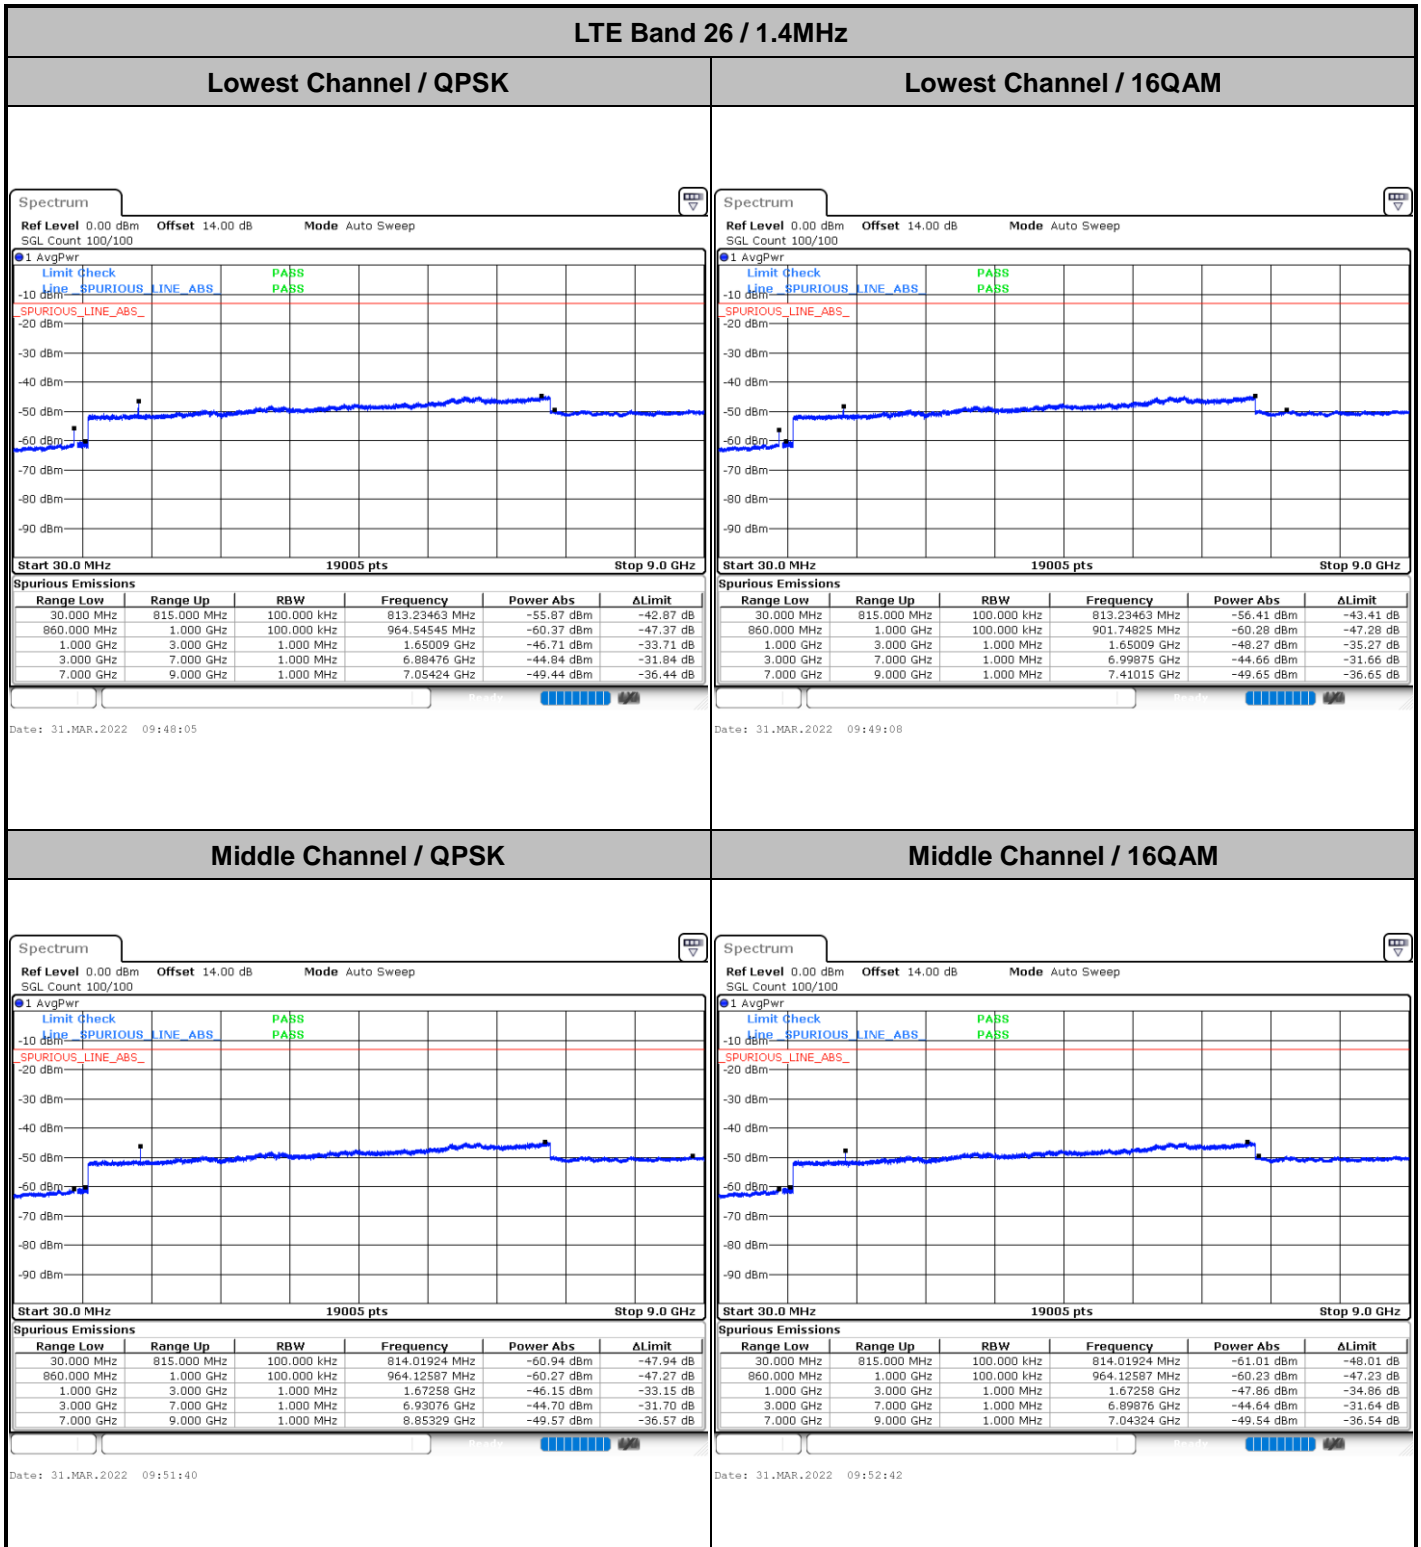 LTE Band 26 / 1.4MHz
Lowest Channel / QPSK
Lowest Channel / 16QAM
Spectrum
Ref Level 0.00 dBm Offset 14.00 dB Mode Auto Sweep
SGL Count 100/100
1 AvgPwr
Limit Check PASS
Line _SPURIOUS_LINE_ABS_ PASS
-10 dBm
_SPURIOUS_LINE_ABS_
-20 dBm
-30 dBm
-40 dBm
-50 dBm
-60 dBm
-70 dBm
-80 dBm
-90 dBm
Start 30.0 MHz 19005 pts Stop 9.0 GHz
Spurious Emissions
Range Low Range Up RBW Frequency Power Abs ΔLimit
30.000 MHz 815.000 MHz 100.000 kHz 813.23463 MHz -55.87 dBm -42.87 dB
860.000 MHz 1.000 GHz 100.000 kHz 964.54545 MHz -60.37 dBm -47.37 dB
1.000 GHz 3.000 GHz 1.000 MHz 1.65009 GHz -46.71 dBm -33.71 dB
3.000 GHz 7.000 GHz 1.000 MHz 6.88476 GHz -44.84 dBm -31.84 dB
7.000 GHz 9.000 GHz 1.000 MHz 7.05424 GHz -49.44 dBm -36.44 dB
Date: 31.MAR.2022 09:48:05
Spectrum
Ref Level 0.00 dBm Offset 14.00 dB Mode Auto Sweep
SGL Count 100/100
1 AvgPwr
Limit Check PASS
Line _SPURIOUS_LINE_ABS_ PASS
-10 dBm
_SPURIOUS_LINE_ABS_
-20 dBm
-30 dBm
-40 dBm
-50 dBm
-60 dBm
-70 dBm
-80 dBm
-90 dBm
Start 30.0 MHz 19005 pts Stop 9.0 GHz
Spurious Emissions
Range Low Range Up RBW Frequency Power Abs ΔLimit
30.000 MHz 815.000 MHz 100.000 kHz 813.23463 MHz -56.41 dBm -43.41 dB
860.000 MHz 1.000 GHz 100.000 kHz 901.74825 MHz -60.28 dBm -47.28 dB
1.000 GHz 3.000 GHz 1.000 MHz 1.65009 GHz -48.27 dBm -35.27 dB
3.000 GHz 7.000 GHz 1.000 MHz 6.99875 GHz -44.66 dBm -31.66 dB
7.000 GHz 9.000 GHz 1.000 MHz 7.41015 GHz -49.65 dBm -36.65 dB
Date: 31.MAR.2022 09:49:08
Middle Channel / QPSK
Middle Channel / 16QAM
Spectrum
Ref Level 0.00 dBm Offset 14.00 dB Mode Auto Sweep
SGL Count 100/100
1 AvgPwr
Limit Check PASS
Line _SPURIOUS_LINE_ABS_ PASS
-10 dBm
_SPURIOUS_LINE_ABS_
-20 dBm
-30 dBm
-40 dBm
-50 dBm
-60 dBm
-70 dBm
-80 dBm
-90 dBm
Start 30.0 MHz 19005 pts Stop 9.0 GHz
Spurious Emissions
Range Low Range Up RBW Frequency Power Abs ΔLimit
30.000 MHz 815.000 MHz 100.000 kHz 814.01924 MHz -60.94 dBm -47.94 dB
860.000 MHz 1.000 GHz 100.000 kHz 964.12587 MHz -60.27 dBm -47.27 dB
1.000 GHz 3.000 GHz 1.000 MHz 1.67258 GHz -46.15 dBm -33.15 dB
3.000 GHz 7.000 GHz 1.000 MHz 6.93076 GHz -44.70 dBm -31.70 dB
7.000 GHz 9.000 GHz 1.000 MHz 8.85329 GHz -49.57 dBm -36.57 dB
Date: 31.MAR.2022 09:51:40
Spectrum
Ref Level 0.00 dBm Offset 14.00 dB Mode Auto Sweep
SGL Count 100/100
1 AvgPwr
Limit Check PASS
Line _SPURIOUS_LINE_ABS_ PASS
-10 dBm
_SPURIOUS_LINE_ABS_
-20 dBm
-30 dBm
-40 dBm
-50 dBm
-60 dBm
-70 dBm
-80 dBm
-90 dBm
Start 30.0 MHz 19005 pts Stop 9.0 GHz
Spurious Emissions
Range Low Range Up RBW Frequency Power Abs ΔLimit
30.000 MHz 815.000 MHz 100.000 kHz 814.01924 MHz -61.01 dBm -48.01 dB
860.000 MHz 1.000 GHz 100.000 kHz 964.12587 MHz -60.23 dBm -47.23 dB
1.000 GHz 3.000 GHz 1.000 MHz 1.67258 GHz -47.86 dBm -34.86 dB
3.000 GHz 7.000 GHz 1.000 MHz 6.89876 GHz -44.64 dBm -31.64 dB
7.000 GHz 9.000 GHz 1.000 MHz 7.04324 GHz -49.54 dBm -36.54 dB
Date: 31.MAR.2022 09:52:42